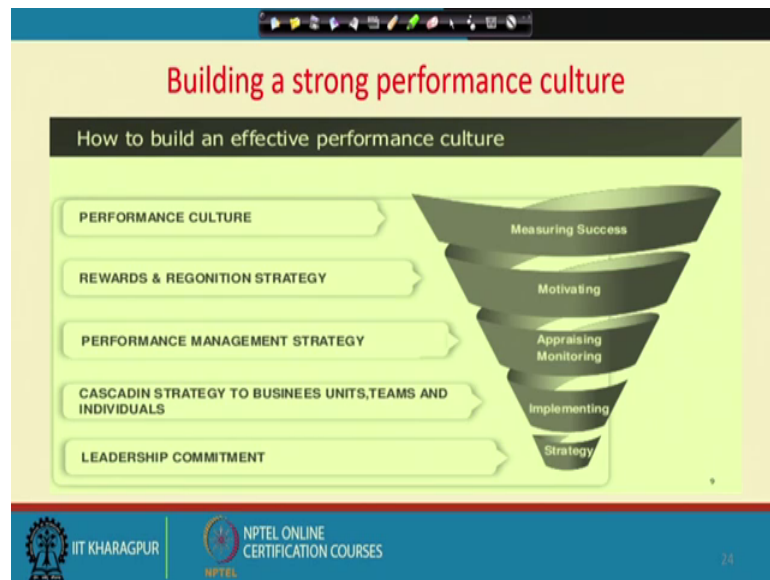 Building a strong performance culture
How to build an effective performance culture
PERFORMANCE CULTURE
Measuring Success
REWARDS & REGONITION STRATEGY
Motivating
PERFORMANCE MANAGEMENT STRATEGY
Appraising
Monitoring
CASCADIN STRATEGY TO BUSINEES UNITS,TEAMS AND
INDIVIDUALS
Implementing
LEADERSHIP COMMITMENT
Strategy
9
IIT KHARAGPUR
NPTEL
NPTEL ONLINE
CERTIFICATION COURSES
24